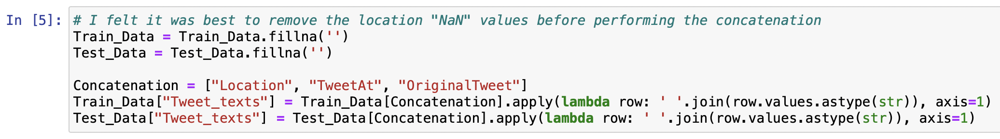 In [5]: # I felt it was best to remove the location "NaN" values before performing the concatenation
Train_Data = Train_Data.fillna('')
Test_Data = Test_Data.fillna('')

Concatenation = ["Location", "TweetAt", "OriginalTweet"]
Train_Data["Tweet_texts"] = Train_Data[Concatenation].apply(lambda row: ' '.join(row.values.astype(str)), axis=1)
Test_Data["Tweet_texts"] = Test_Data[Concatenation].apply(lambda row: ' '.join(row.values.astype(str)), axis=1)